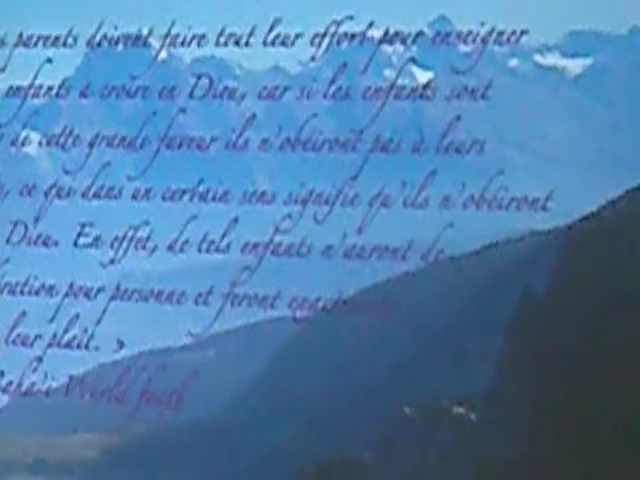 parents doivent faire tout leur effort pour enseigner
enfants à croire en Dieu, car si les enfants sont
de cette grande faveur ils n'obéiront pas à leurs
, ce que dans un certain sens signifie qu'ils n'obéiront
Dieu. En effet, de tels enfants n'auront de
pour personne et feront
leur plaît. »
World faith